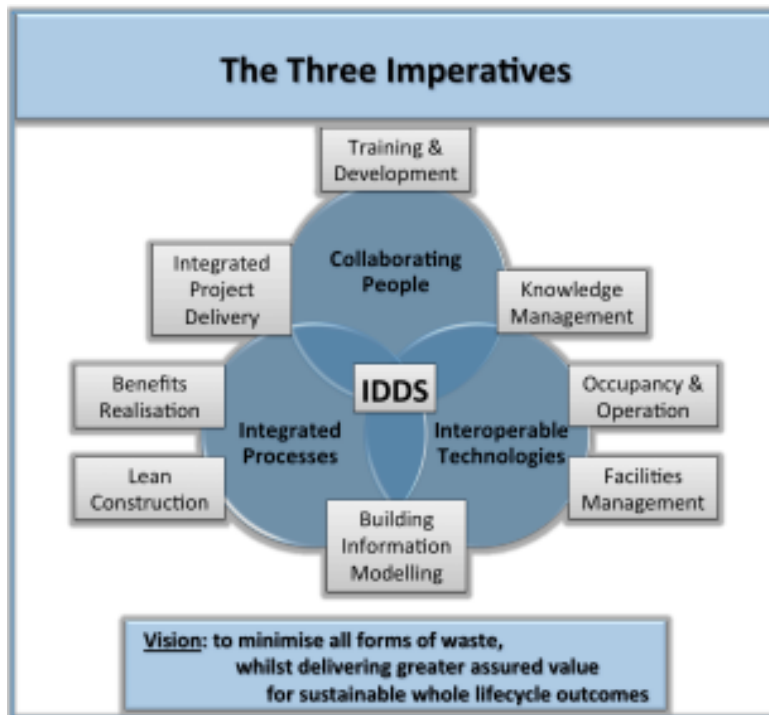 The Three Imperatives
Training &
Development
Collaborating
People
Integrated
Project
Delivery
Knowledge
Management
Benefits
Realisation
IDDS
Occupancy &
Operation
Integrated
Processes
Interoperable
Technologies
Lean
Construction
Facilities
Management
Building
Information
Modelling
Vision: to minimise all forms of waste,
whilst delivering greater assured value
for sustainable whole lifecycle outcomes